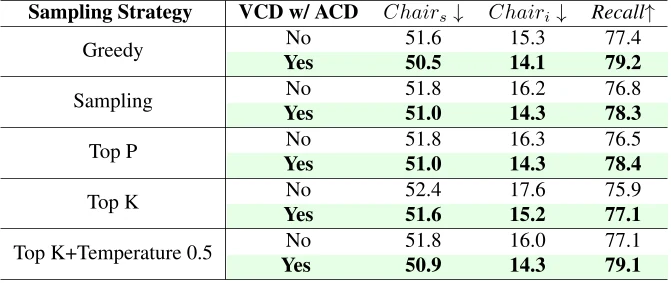 Sampling Strategy VCD w/ ACD Chair_s ↓ Chair_i ↓ Recall↑
Greedy No 51.6 15.3 77.4
Yes 50.5 14.1 79.2
Sampling No 51.8 16.2 76.8
Yes 51.0 14.3 78.3
Top P No 51.8 16.3 76.5
Yes 51.0 14.3 78.4
Top K No 52.4 17.6 75.9
Yes 51.6 15.2 77.1
Top K+Temperature 0.5 No 51.8 16.0 77.1
Yes 50.9 14.3 79.1